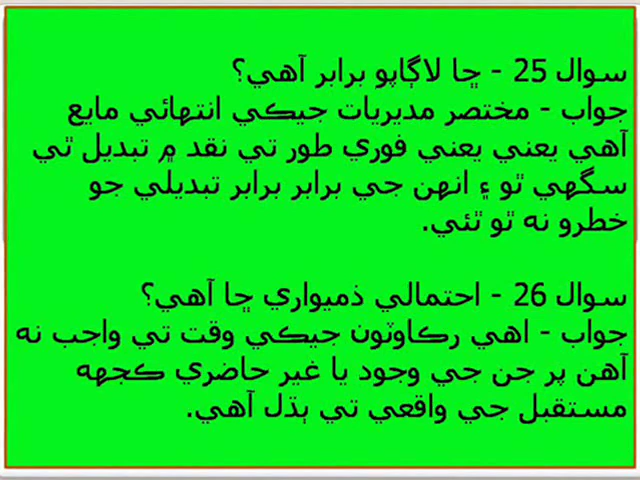 سوال 25 - ڇا لاڳاپو برابر آهي؟
جواب - مختصر مديريات جيڪي انتهائي مايع
آهي يعني يعني فوري طور تي نقد ۾ تبديل ٿي
سگهي ٿو ۽ انهن جي برابر برابر تبديلي جو
خطرو نه ٿو ٿئي.
سوال 26 - احتمالي ذميواري ڇا آهي؟
جواب - اهي رڪاوٽون جيڪي وقت تي واجب نه
آهن پر جن جي وجود يا غير حاضري ڪجهه
مستقبل جي واقعي تي ٻڌل آهي.